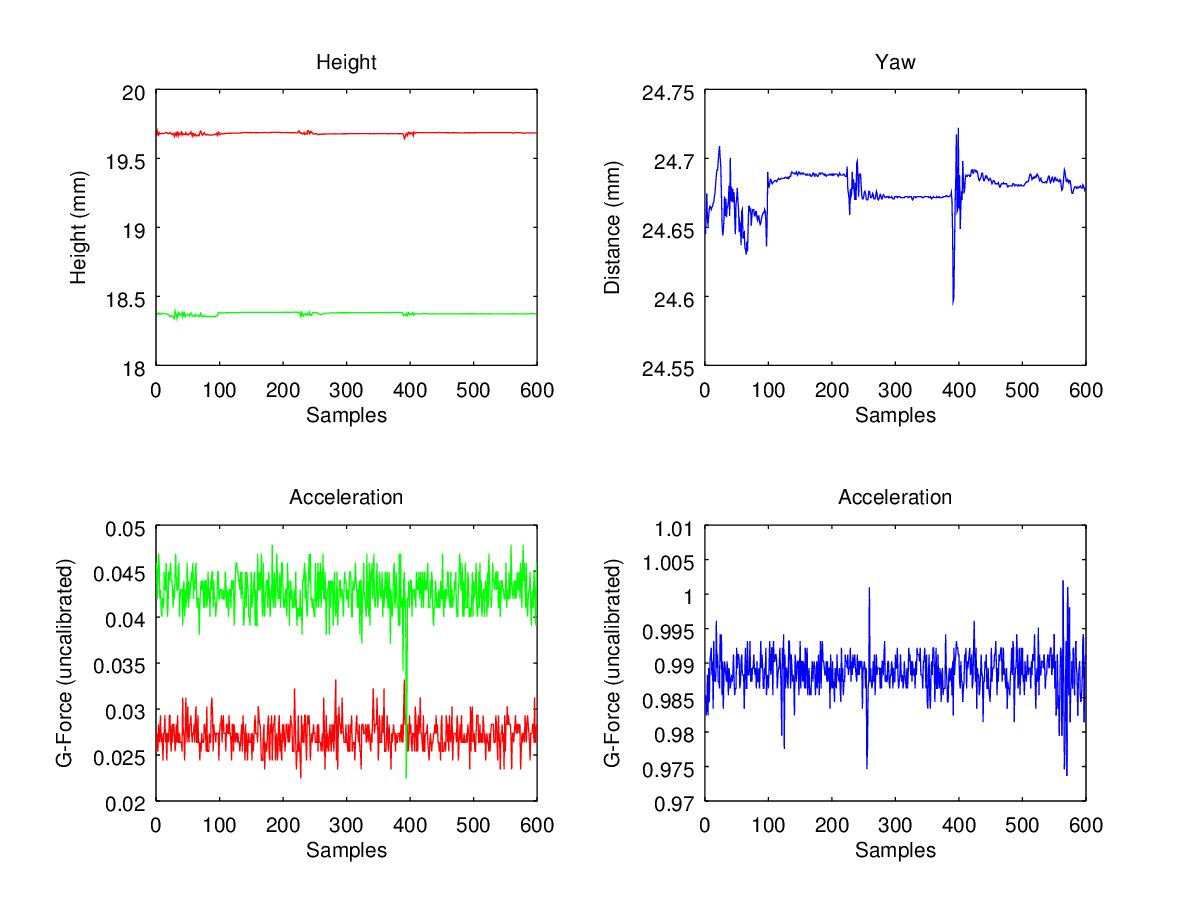 Height
Height (mm)
20
19.5
19
18.5
18
0 100 200 300 400 500 600
Samples
Yaw
Distance (mm)
24.75
24.7
24.65
24.6
24.55
0 100 200 300 400 500 600
Samples
Acceleration
G-Force (uncalibrated)
0.05
0.045
0.04
0.035
0.03
0.025
0.02
0 100 200 300 400 500 600
Samples
Acceleration
G-Force (uncalibrated)
1.01
1.005
1
0.995
0.99
0.985
0.98
0.975
0.97
0 100 200 300 400 500 600
Samples